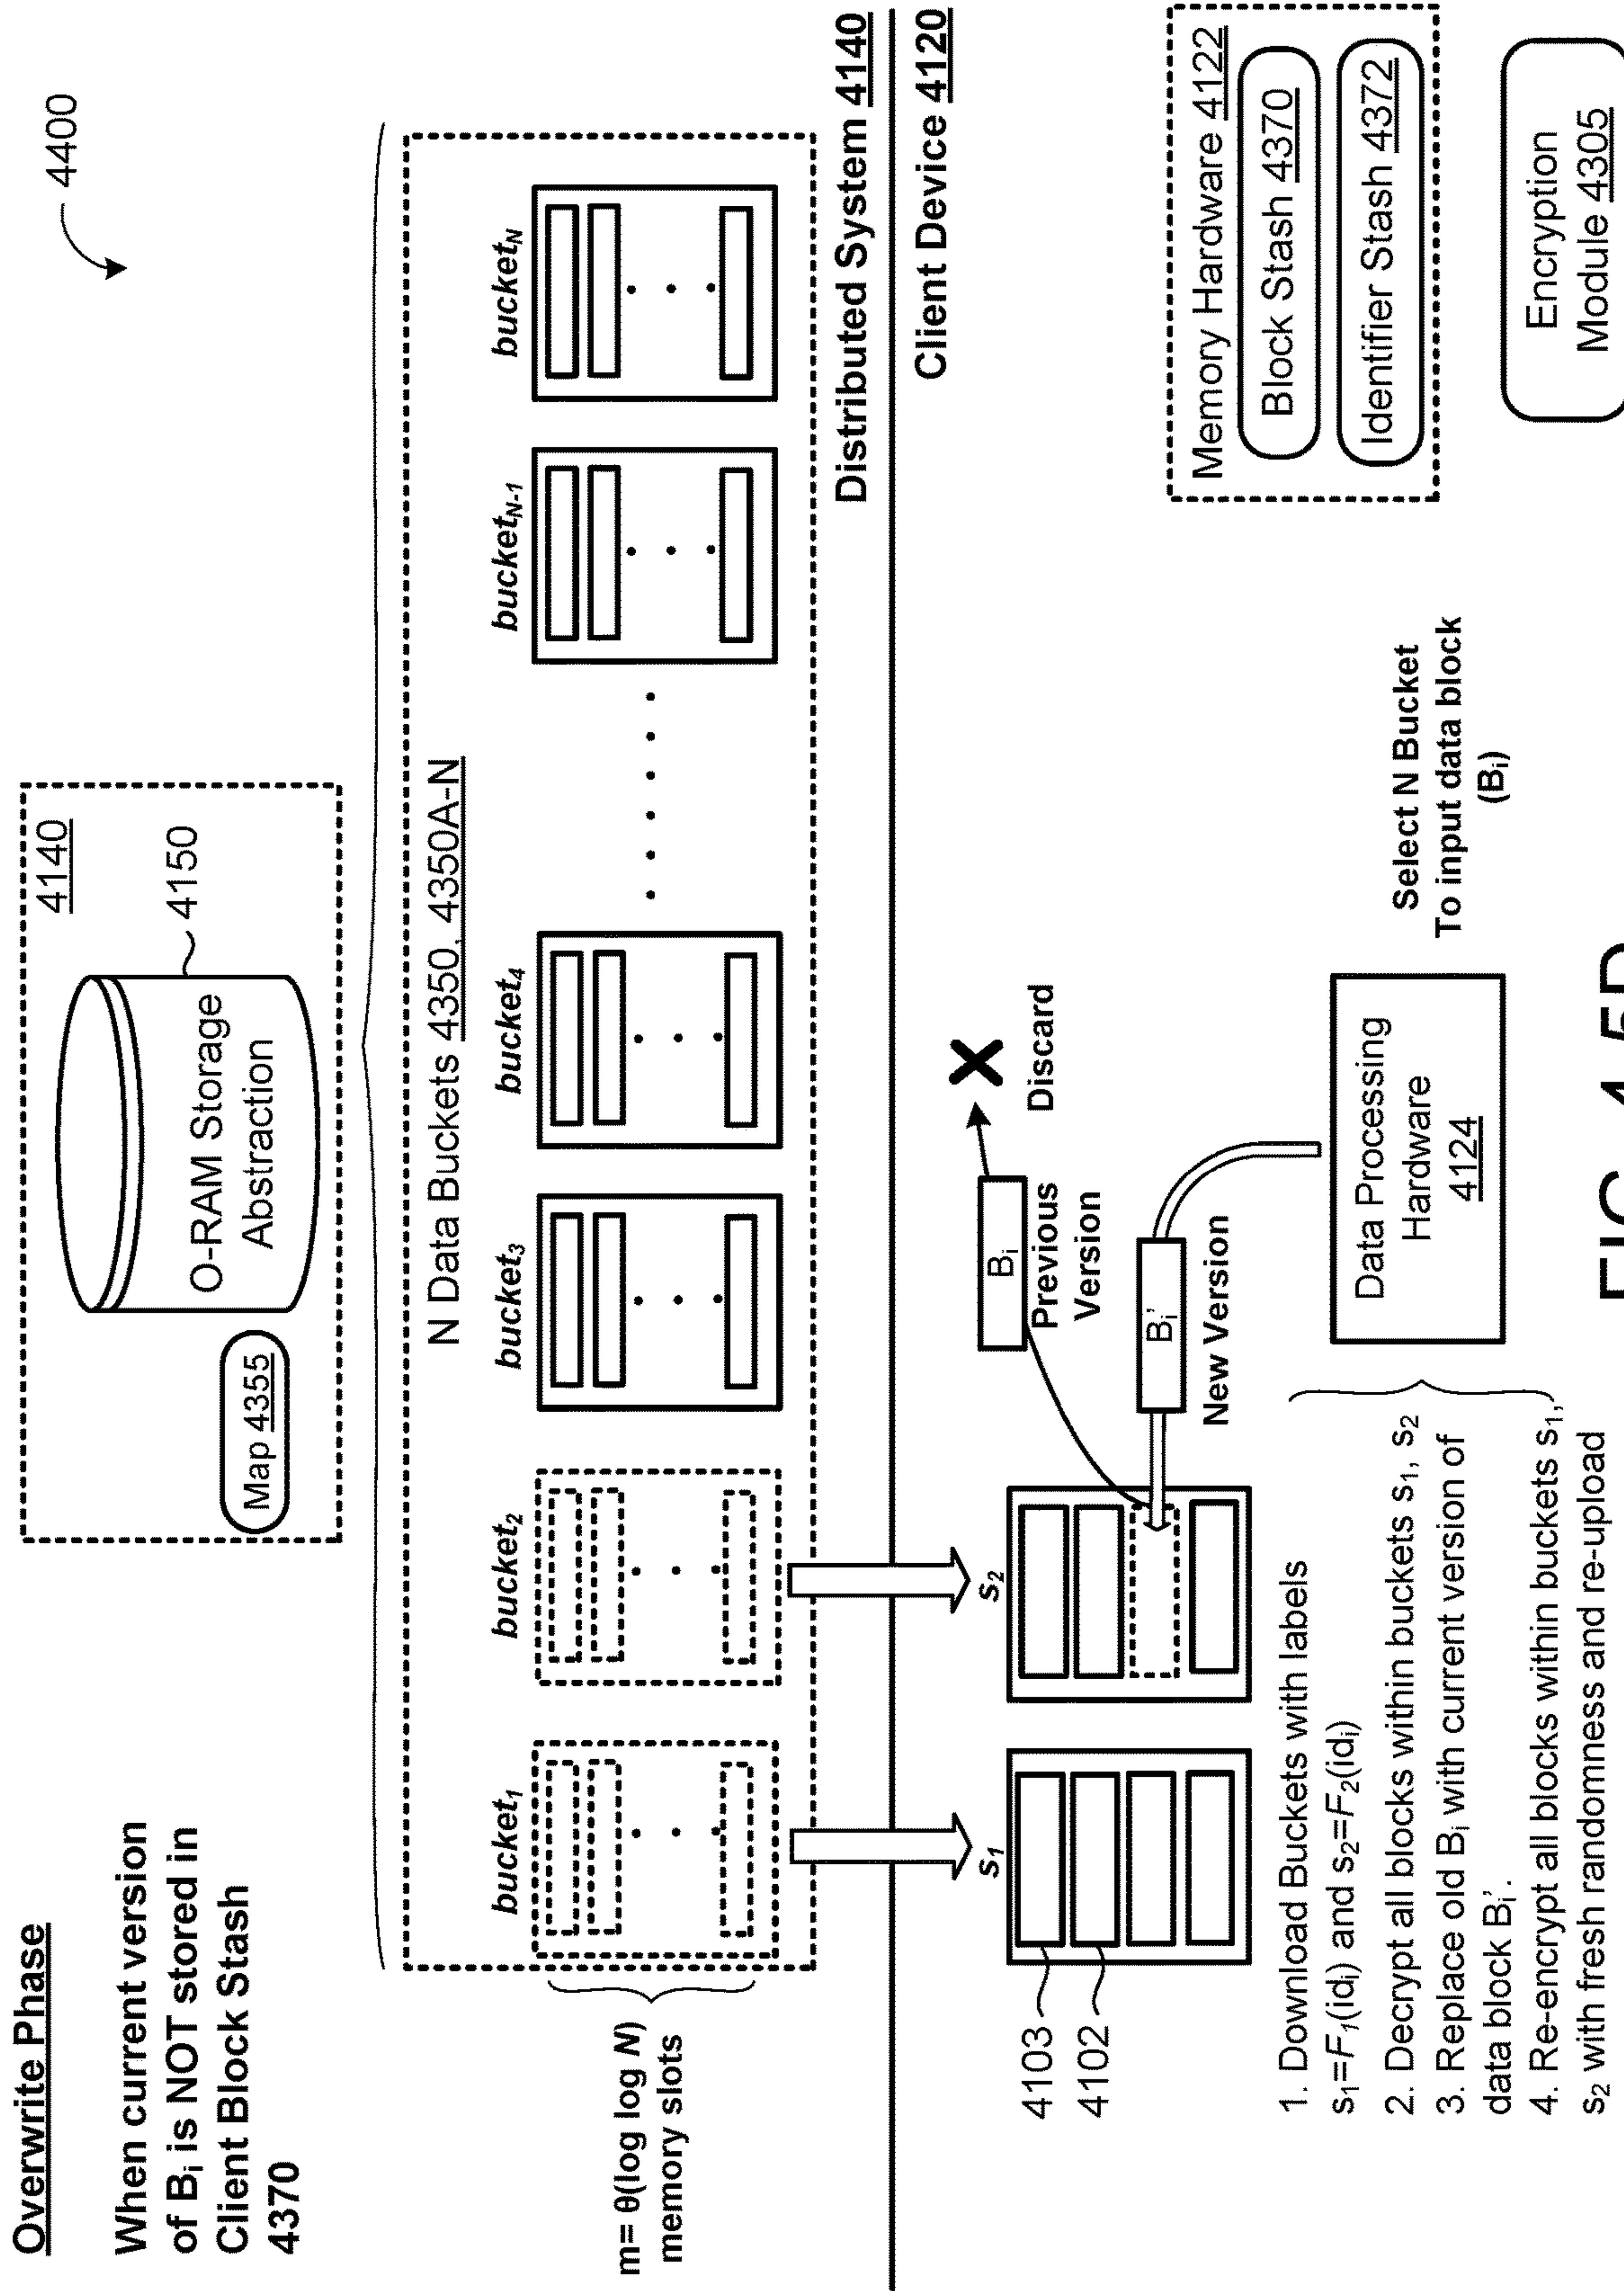 Overwrite Phase
When current version
of Bi is NOT stored in
Client Block Stash
4370
4400
4140
4150
O-RAM Storage
Abstraction
Map 4355
N Data Buckets 4350, 4350A-N
bucket1
bucket2
bucket3
bucket4
bucketN-1
bucketN
m= θ(log log N)
memory slots
Distributed System 4140
Client Device 4120
s1
s2
4103
4102
Bi
Previous
Version
Discard
Bi'
New Version
Data Processing
Hardware
4124
Select N Bucket
To input data block
(Bi)
Memory Hardware 4122
Block Stash 4370
Identifier Stash 4372
Encryption
Module 4305
1. Download Buckets with labels
s1=F1(idi) and s2=F2(idi)
2. Decrypt all blocks within buckets s1, s2
3. Replace old Bi with current version of
data block Bi'.
4. Re-encrypt all blocks within buckets s1,
s2 with fresh randomness and re-upload